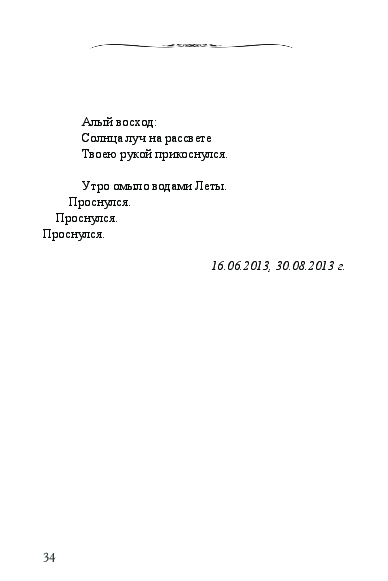 Алый восход:
Солнца луч на рассвете
Твоею рукой прикоснулся.
Утро омыло водами Леты.
Проснулся.
Проснулся.
Проснулся.
16.06.2013, 30.08.2013 г.
34